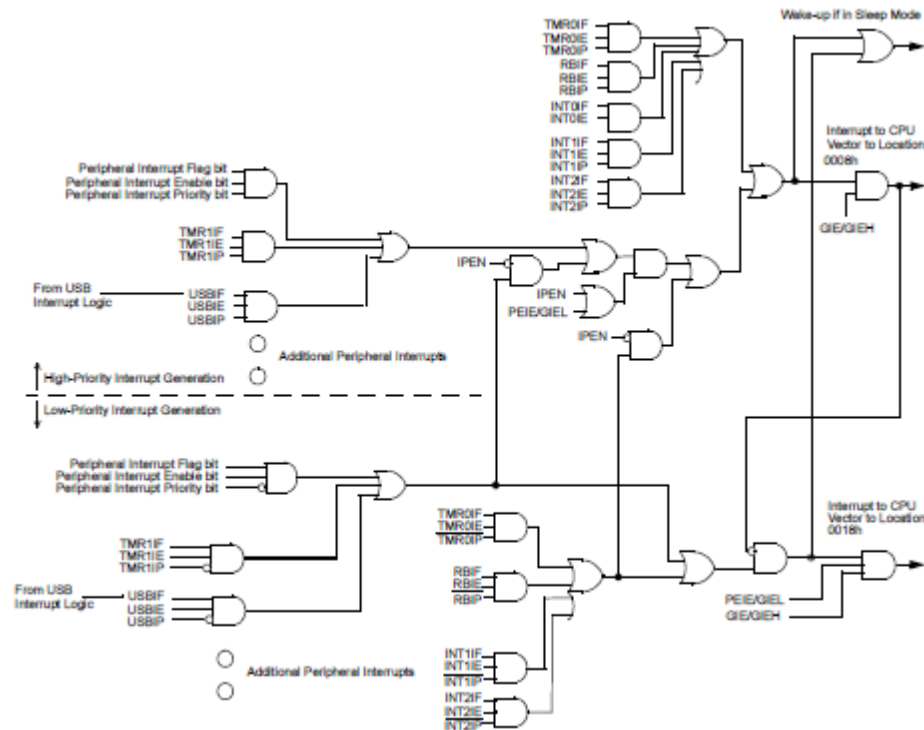 Wake-up if in Sleep Mode
TMR0IF
TMR0IE
TMR0IP
RBIF
RBIE
RBIP
INT0IF
INT0IE
INT1IF
INT1IE
INT1IP
INT2IF
INT2IE
INT2IP
Interrupt to CPU
Vector to Location
0008h
GIE/GIEH
Peripheral Interrupt Flag bit
Peripheral Interrupt Enable bit
Peripheral Interrupt Priority bit
TMR1IF
TMR1IE
TMR1IP
From USB
Interrupt Logic
USBIF
USBIE
USBIP
IPEN
IPEN
PEIE/GIEL
IPEN
Additional Peripheral Interrupts
High-Priority Interrupt Generation
Low-Priority Interrupt Generation
Peripheral Interrupt Flag bit
Peripheral Interrupt Enable bit
Peripheral Interrupt Priority bit
TMR1IF
TMR1IE
TMR1IP
From USB
Interrupt Logic
USBIF
USBIE
USBIP
Additional Peripheral Interrupts
TMR0IF
TMR0IE
TMR0IP
RBIF
RBIE
RBIP
INT1IF
INT1IE
INT1IP
INT2IF
INT2IE
INT2IP
Interrupt to CPU
Vector to Location
0018h
PEIE/GIEL
GIE/GIEH